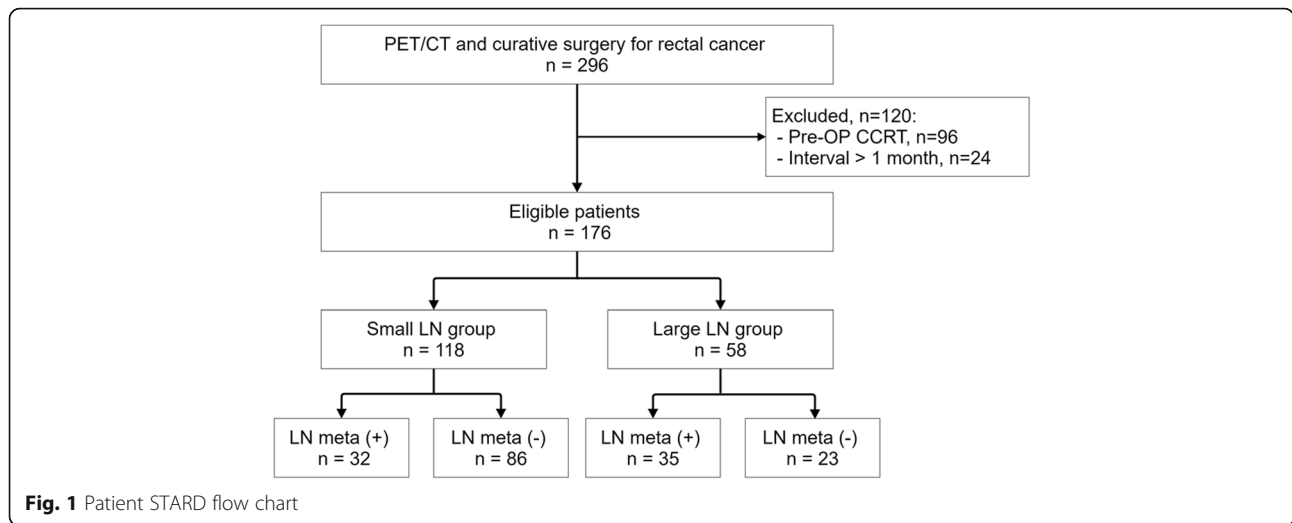 PET/CT and curative surgery for rectal cancer
n = 296
Excluded, n=120:
- Pre-OP CCRT, n=96
- Interval > 1 month, n=24
Eligible patients
n = 176
Small LN group
n = 118
Large LN group
n = 58
LN meta (+)
n = 32
LN meta (-)
n = 86
LN meta (+)
n = 35
LN meta (-)
n = 23
Fig. 1 Patient STARD flow chart